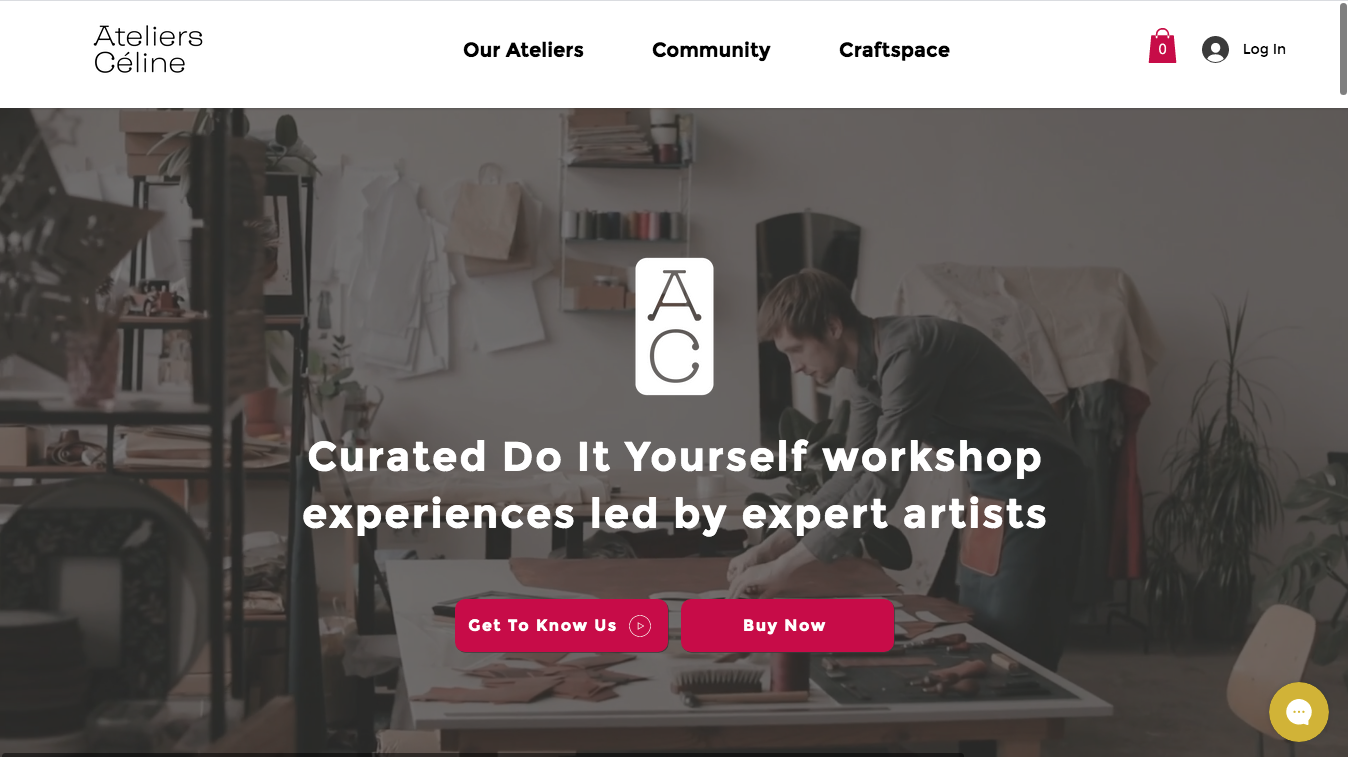 Ateliers
Céline
Our Ateliers
Community
Craftspace
0
Log In
A
C
Curated Do It Yourself workshop
experiences led by expert artists
Get To Know Us
Buy Now